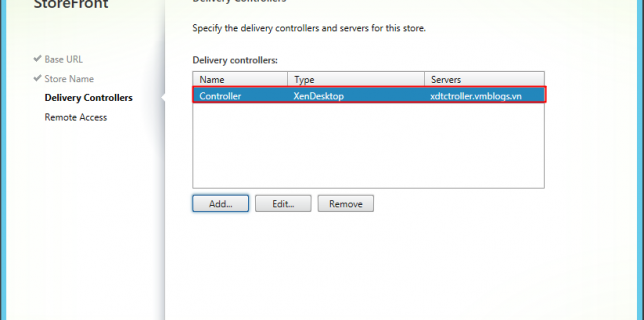 StoreFront
Delivery Controllers
Specify the delivery controllers and servers for this store.
Base URL
Store Name
Delivery Controllers
Remote Access
Delivery controllers:
Name Type Servers
Controller XenDesktop xdtctroller.vmblogs.vn
Add... Edit... Remove